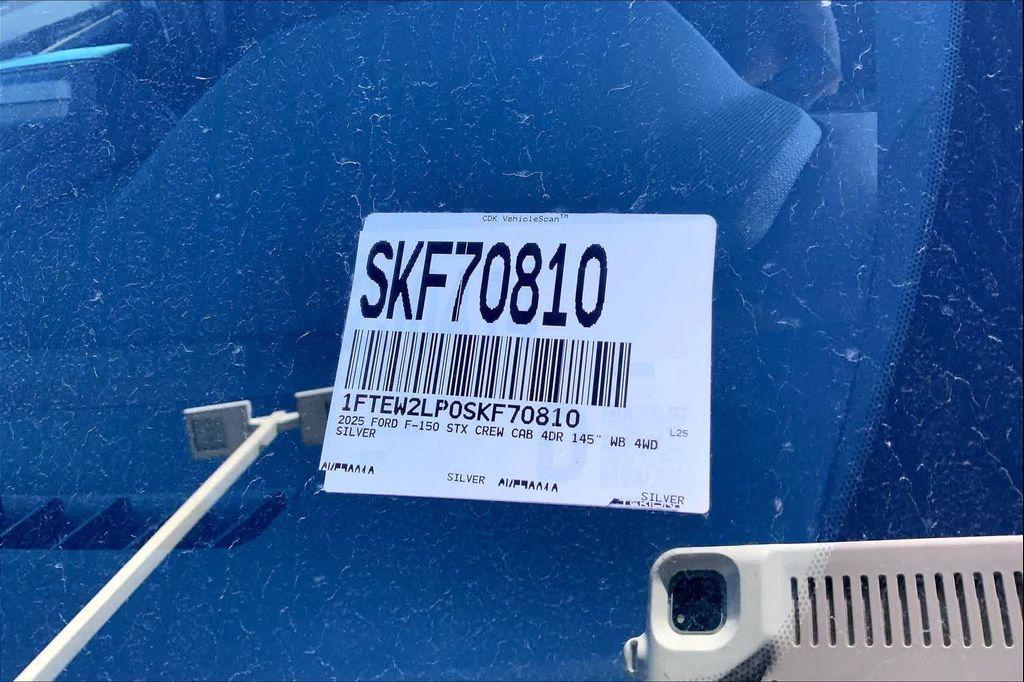 CDK VehicleScan™
SKF70810
1FTEW2LP0SKF70810
2025 FORD F-150 STX CREW CAB 4DR 145" WB 4WD
L25
SILVER
SILVER
SILVER